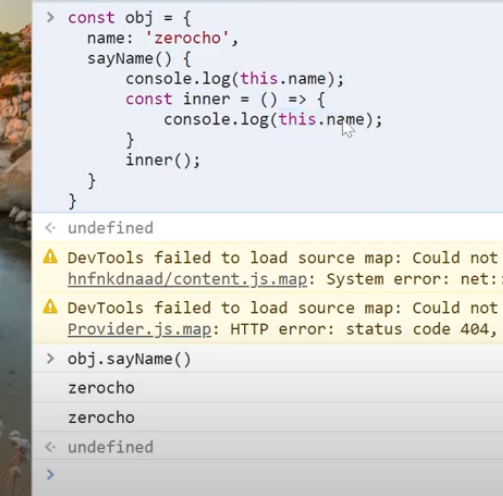 > const obj = {
name: 'zerocho',
sayName() {
console.log(this.name);
const inner = () => {
console.log(this.name);
}
inner();
}
}
undefined
DevTools failed to load source map: Could not
hnfnkdnaad/content.js.map: System error: net::
DevTools failed to load source map: Could not
Provider.js.map: HTTP error: status code 404,
> obj.sayName()
zerocho
zerocho
undefined
>